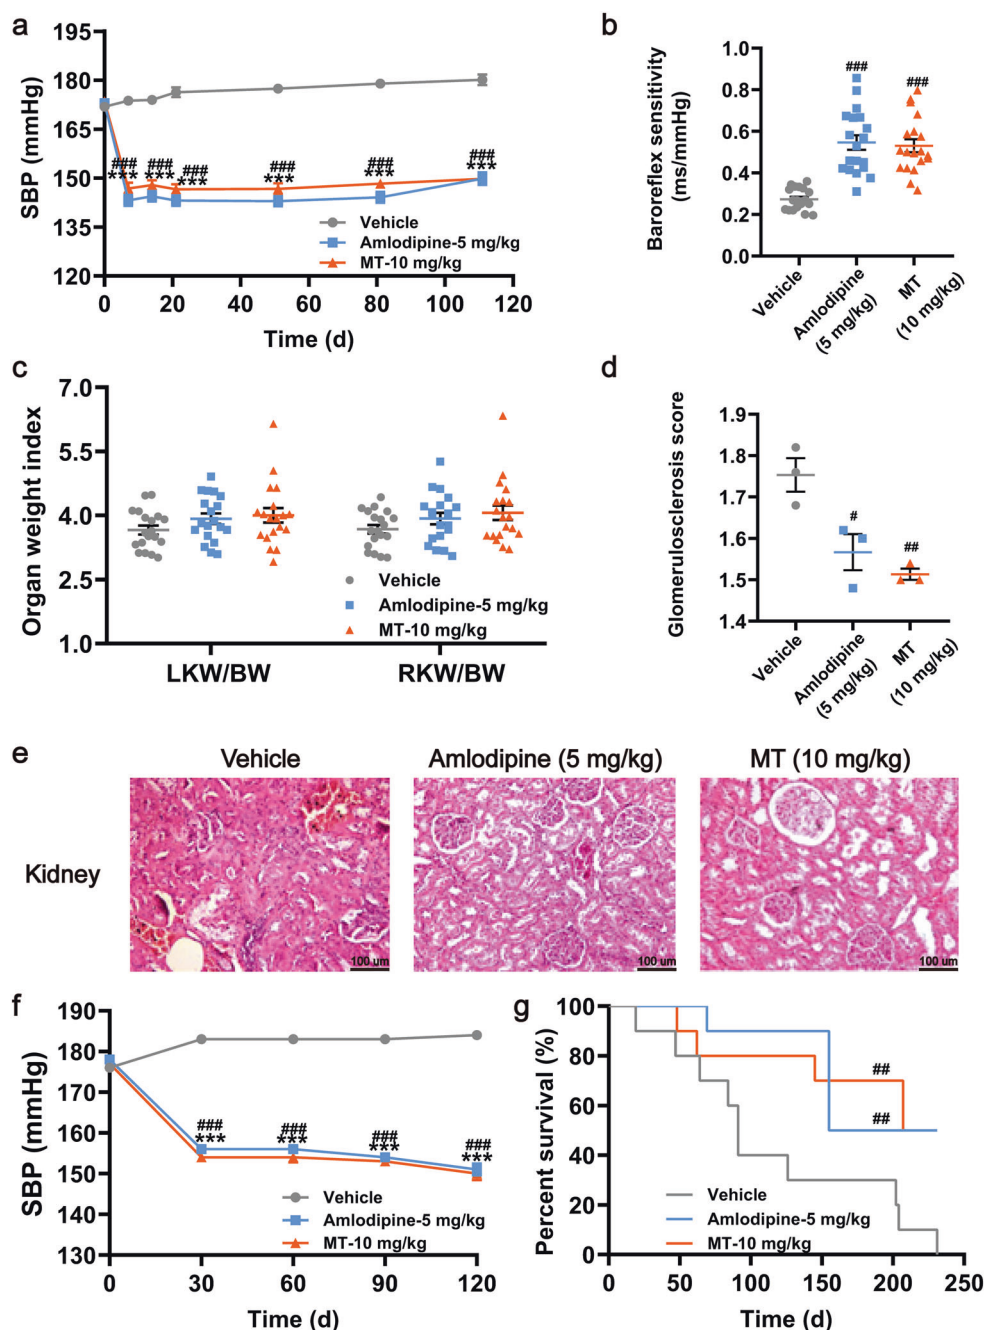 a
195
180
165
150
135
120
SBP (mmHg)
###
***
###
***
###
***
###
***
###
***
###
***
Vehicle
Amlodipine-5 mg/kg
MT-10 mg/kg
0 20 40 60 80 100 120
Time (d)
b
1.0
0.8
0.6
0.4
0.2
0.0
Baroreflex sensitivity
(ms/mmHg)
###
###
Vehicle
Amlodipine
(5 mg/kg)
MT
(10 mg/kg)
c
7.0
5.5
4.0
2.5
1.0
Organ weight index
Vehicle
Amlodipine-5 mg/kg
MT-10 mg/kg
LKW/BW
RKW/BW
d
1.9
1.8
1.7
1.6
1.5
1.4
Glomerulosclerosis score
#
##
Vehicle
Amlodipine
(5 mg/kg)
MT
(10 mg/kg)
e
Vehicle
Amlodipine (5 mg/kg)
MT (10 mg/kg)
Kidney
100 um
100 um
100 um
f
190
180
170
160
150
140
130
SBP (mmHg)
###
***
###
***
###
***
###
***
Vehicle
Amlodipine-5 mg/kg
MT-10 mg/kg
0 30 60 90 120
Time (d)
g
100
80
60
40
20
0
Percent survival (%)
##
##
Vehicle
Amlodipine-5 mg/kg
MT-10 mg/kg
0 50 100 150 200 250
Time (d)